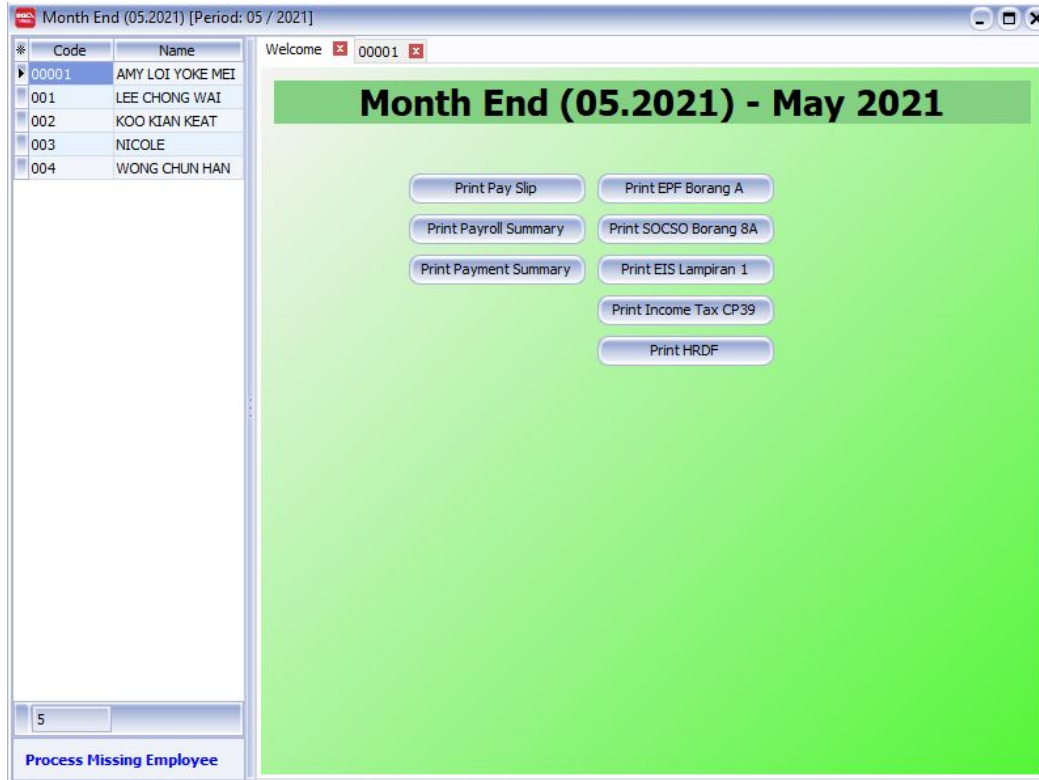 Month End (05.2021) [Period: 05 / 2021]
Code Name
00001 AMY LOI YOKE MEI
001 LEE CHONG WAI
002 KOO KIAN KEAT
003 NICOLE
004 WONG CHUN HAN
5
Process Missing Employee
Welcome 00001
Month End (05.2021) - May 2021
Print Pay Slip Print EPF Borang A
Print Payroll Summary Print SOCSO Borang 8A
Print Payment Summary Print EIS Lampiran 1
Print Income Tax CP39
Print HRDF